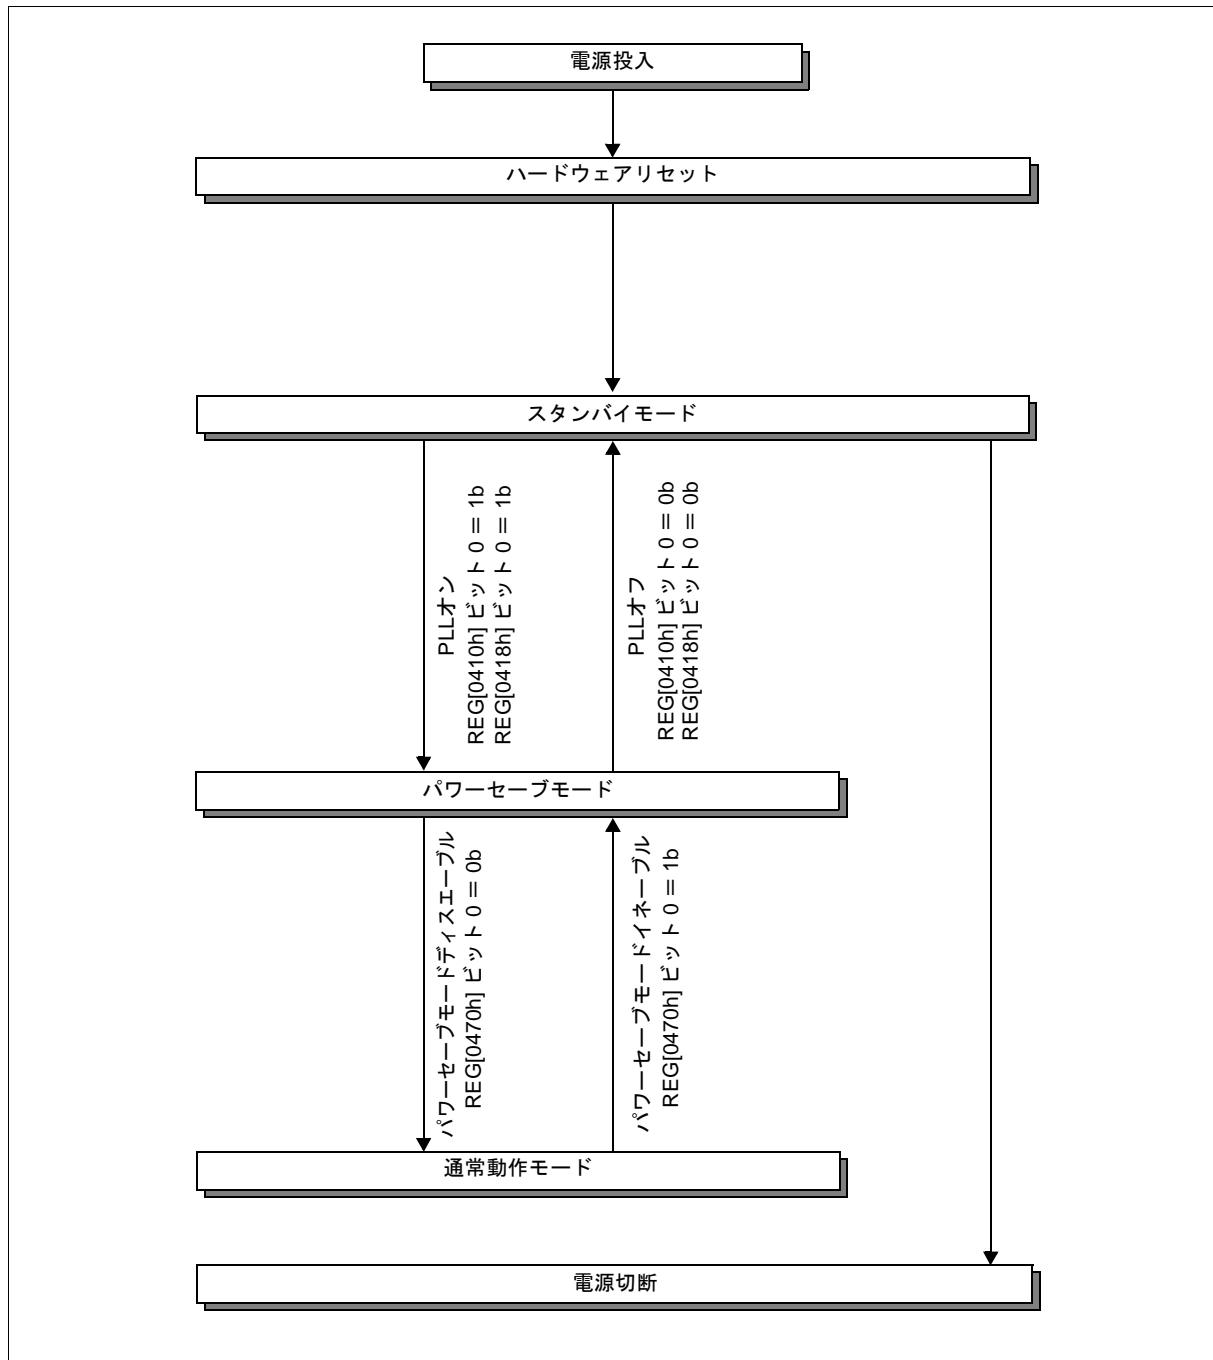 電源投入
ハードウェアリセット
スタンバイモード
PLLオン
REG[0410h] ビット 0 = 1b
REG[0418h] ビット 0 = 1b
PLLオフ
REG[0410h] ビット 0 = 0b
REG[0418h] ビット 0 = 0b
パワーセーブモード
パワーセーブモードディスエーブル
REG[0470h] ビット 0 = 0b
パワーセーブモードイネーブル
REG[0470h] ビット 0 = 1b
通常動作モード
電源切断